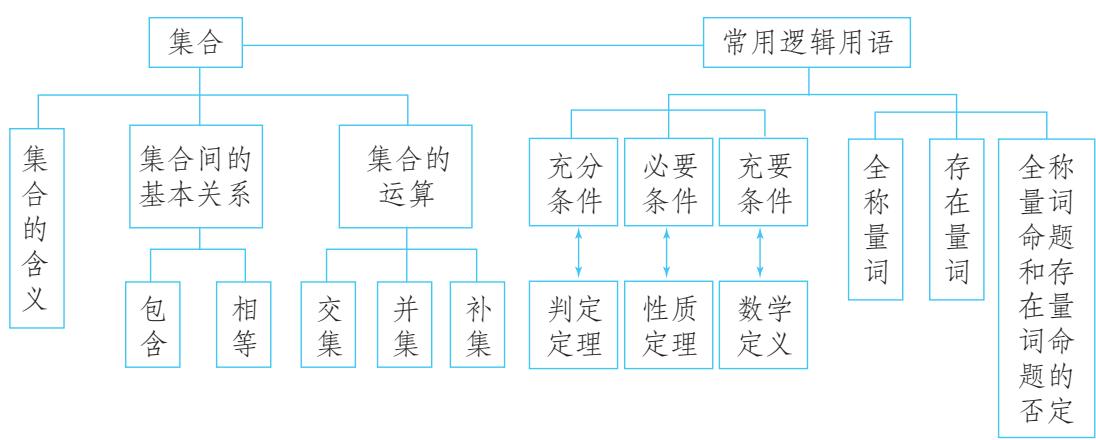 集合
常用逻辑用语
集合的含义
集合间的
基本关系
集合的
运算
充分
条件
必要
条件
充要
条件
全称量词
存在量词
全称
量词
命题
和存
在量
词命
题的
否定
包含
相等
交集
并集
补集
判定
定理
性质
定理
数学
定义